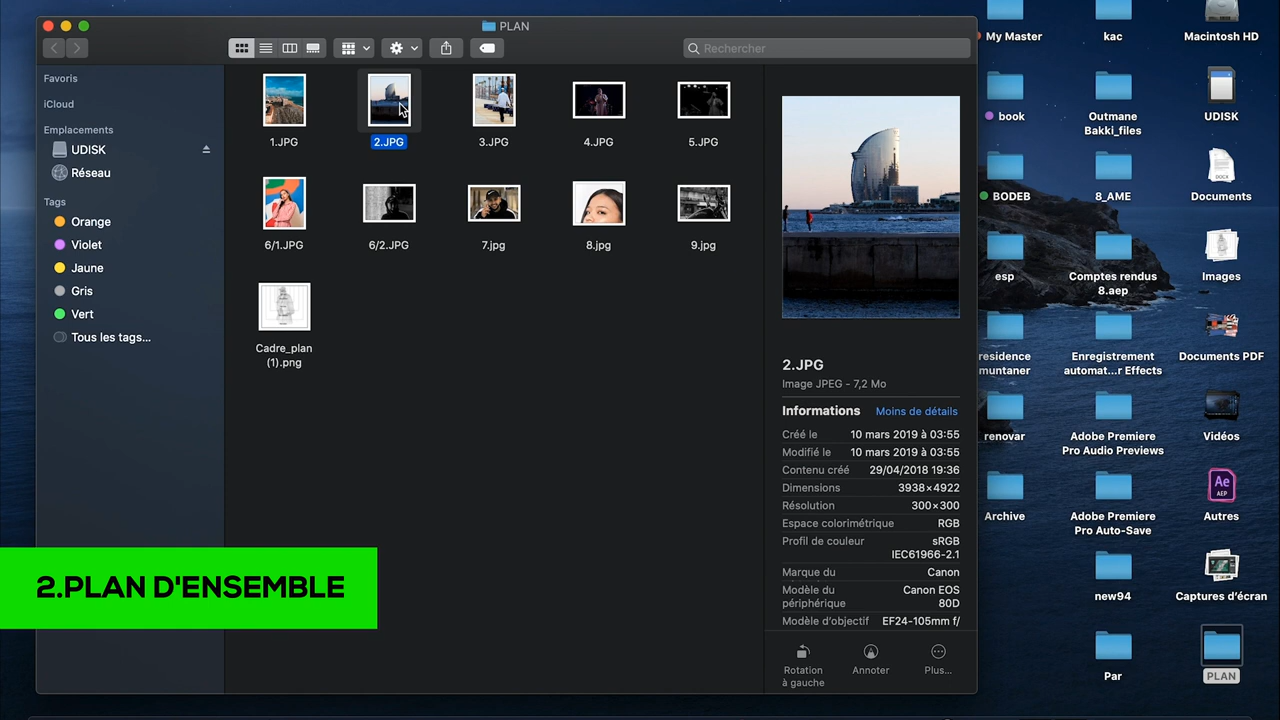 PLAN
Rechercher
Favoris
iCloud
Emplacements
UDISK
Réseau
Tags
Orange
Violet
Jaune
Gris
Vert
Tous les tags...
1.JPG
2.JPG
3.JPG
4.JPG
5.JPG
6/1.JPG
6/2.JPG
7.jpg
8.jpg
9.jpg
Cadre_plan
(1).png
2.JPG
Image JPEG - 7,2 Mo
Informations Moins de détails
Créé le 10 mars 2019 à 03:55
Modifié le 10 mars 2019 à 03:55
Contenu créé 29/04/2018 19:36
Dimensions 3938×4922
Résolution 300×300
Espace colorimétrique RGB
Profil de couleur sRGB
IEC61966-2.1
Marque du Canon
Modèle du Canon EOS
périphérique 80D
Modèle d'objectif EF24-105mm f/
Rotation
à gauche
Annoter
Plus...
My Master
kac
Macintosh HD
book
Outmane
Bakki_files
UDISK
BODEB
8_AME
DOCX
Documents
esp
Comptes rendus
8.aep
Images
residence
muntaner
Enregistrement
automat...r Effects
Documents PDF
renovar
Adobe Premiere
Pro Audio Previews
Vidéos
Archive
Adobe Premiere
Pro Auto-Save
Ae
AEP
Autres
new94
Captures d'écran
Par
PLAN
2.PLAN D'ENSEMBLE